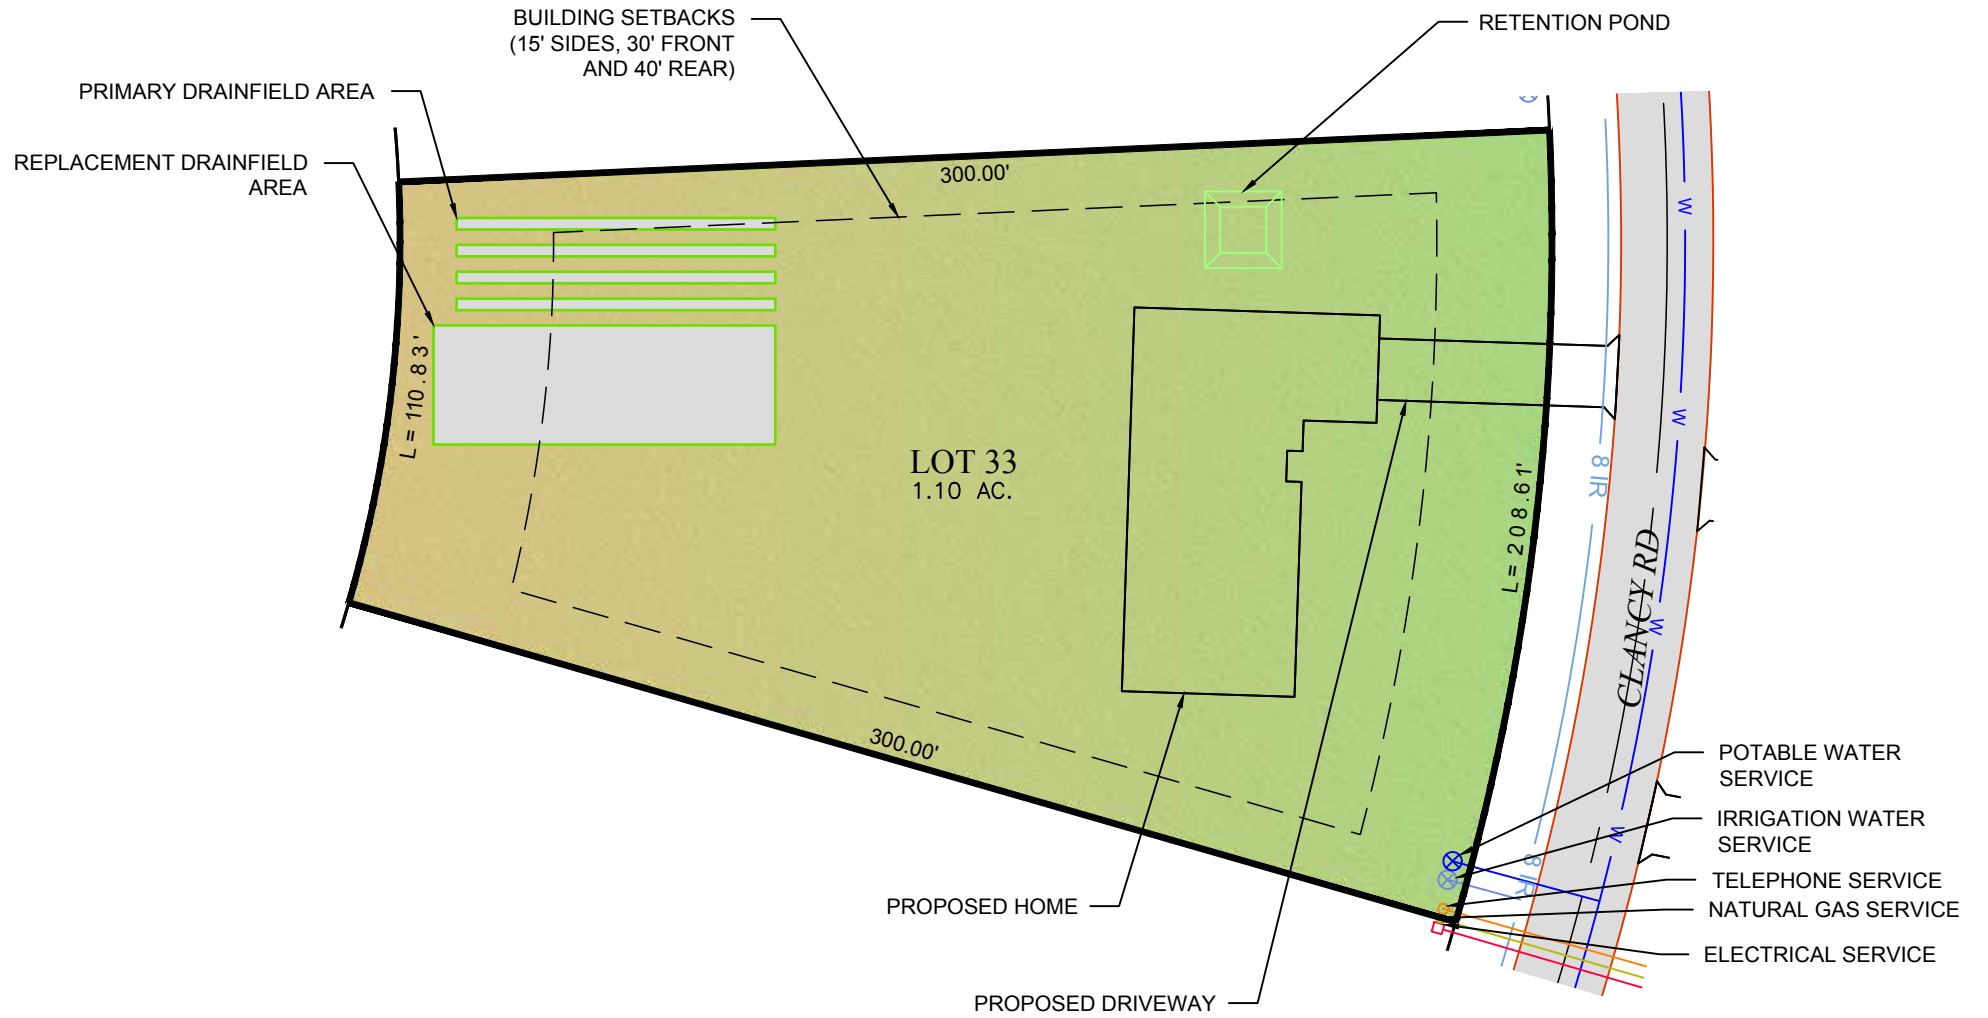 BUILDING SETBACKS
(15' SIDES, 30' FRONT
AND 40' REAR)
RETENTION POND
PRIMARY DRAINFIELD AREA
REPLACEMENT DRAINFIELD
AREA
300.00'
W
L= 110.83'
W
LOT 33
1.10 AC.
8 IR
L= 208.61'
CLANCY RD
W
300.00'
POTABLE WATER
SERVICE
IRRIGATION WATER
SERVICE
W
8 IR
TELEPHONE SERVICE
NATURAL GAS SERVICE
ELECTRICAL SERVICE
PROPOSED HOME
PROPOSED DRIVEWAY